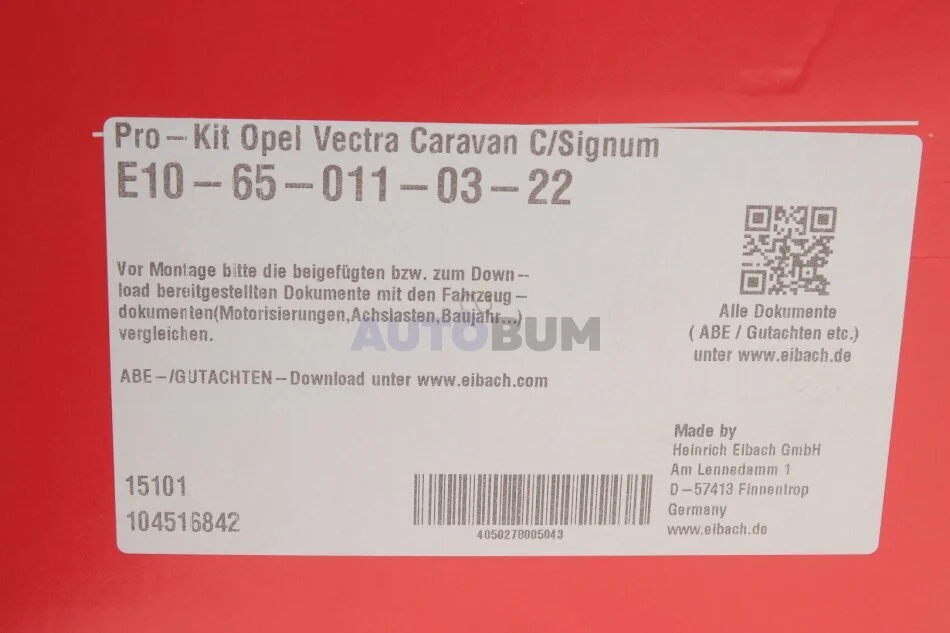 Pro-Kit Opel Vectra Caravan C/Signum
E10-65-011-03-22
Vor Montage bitte die beigefügten bzw. zum Down-
load bereitgestellten Dokumente mit den Fahrzeug-
dokumenten(Motorisierungen,Achslasten,Baujahr...)
vergleichen.
ABE-/GUTACHTEN-Download unter www.eibach.com
Alle Dokumente
( ABE / Gutachten etc.)
unter www.eibach.de
AUTOBUM
Made by
Heinrich Eibach GmbH
Am Lennedamm 1
D-57413 Finnentrop
Germany
www.eibach.de
15101
104516842
4050278005043